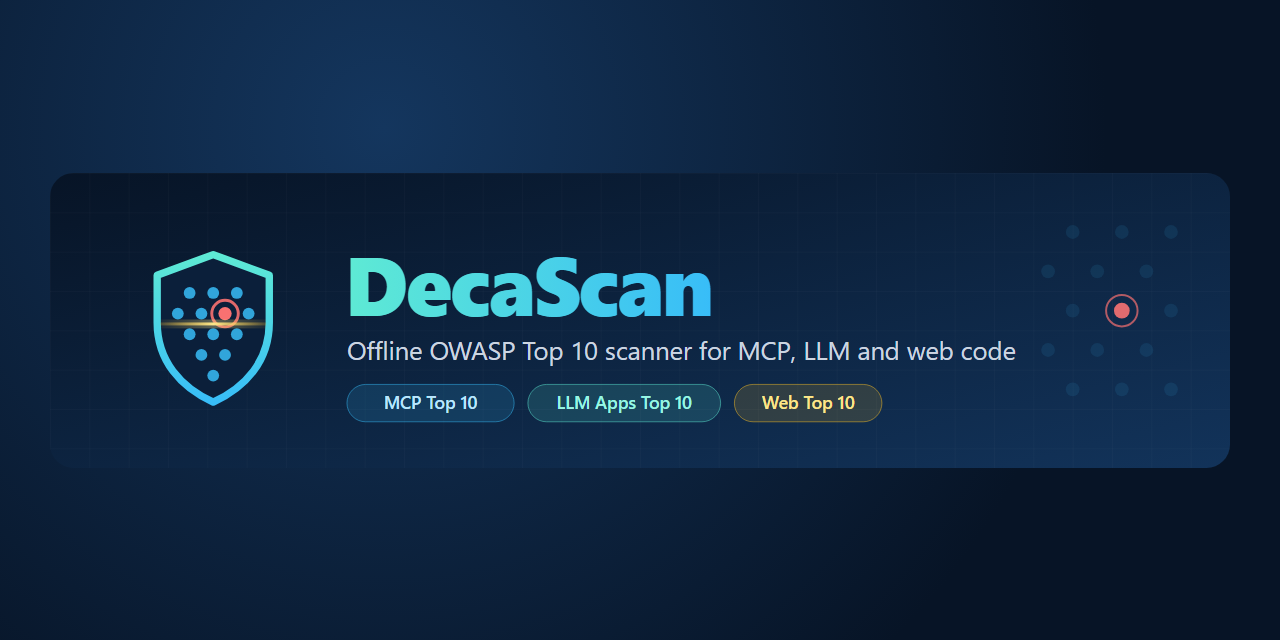 DecaScan
Offline OWASP Top 10 scanner for MCP, LLM and web code
MCP Top 10
LLM Apps Top 10
Web Top 10